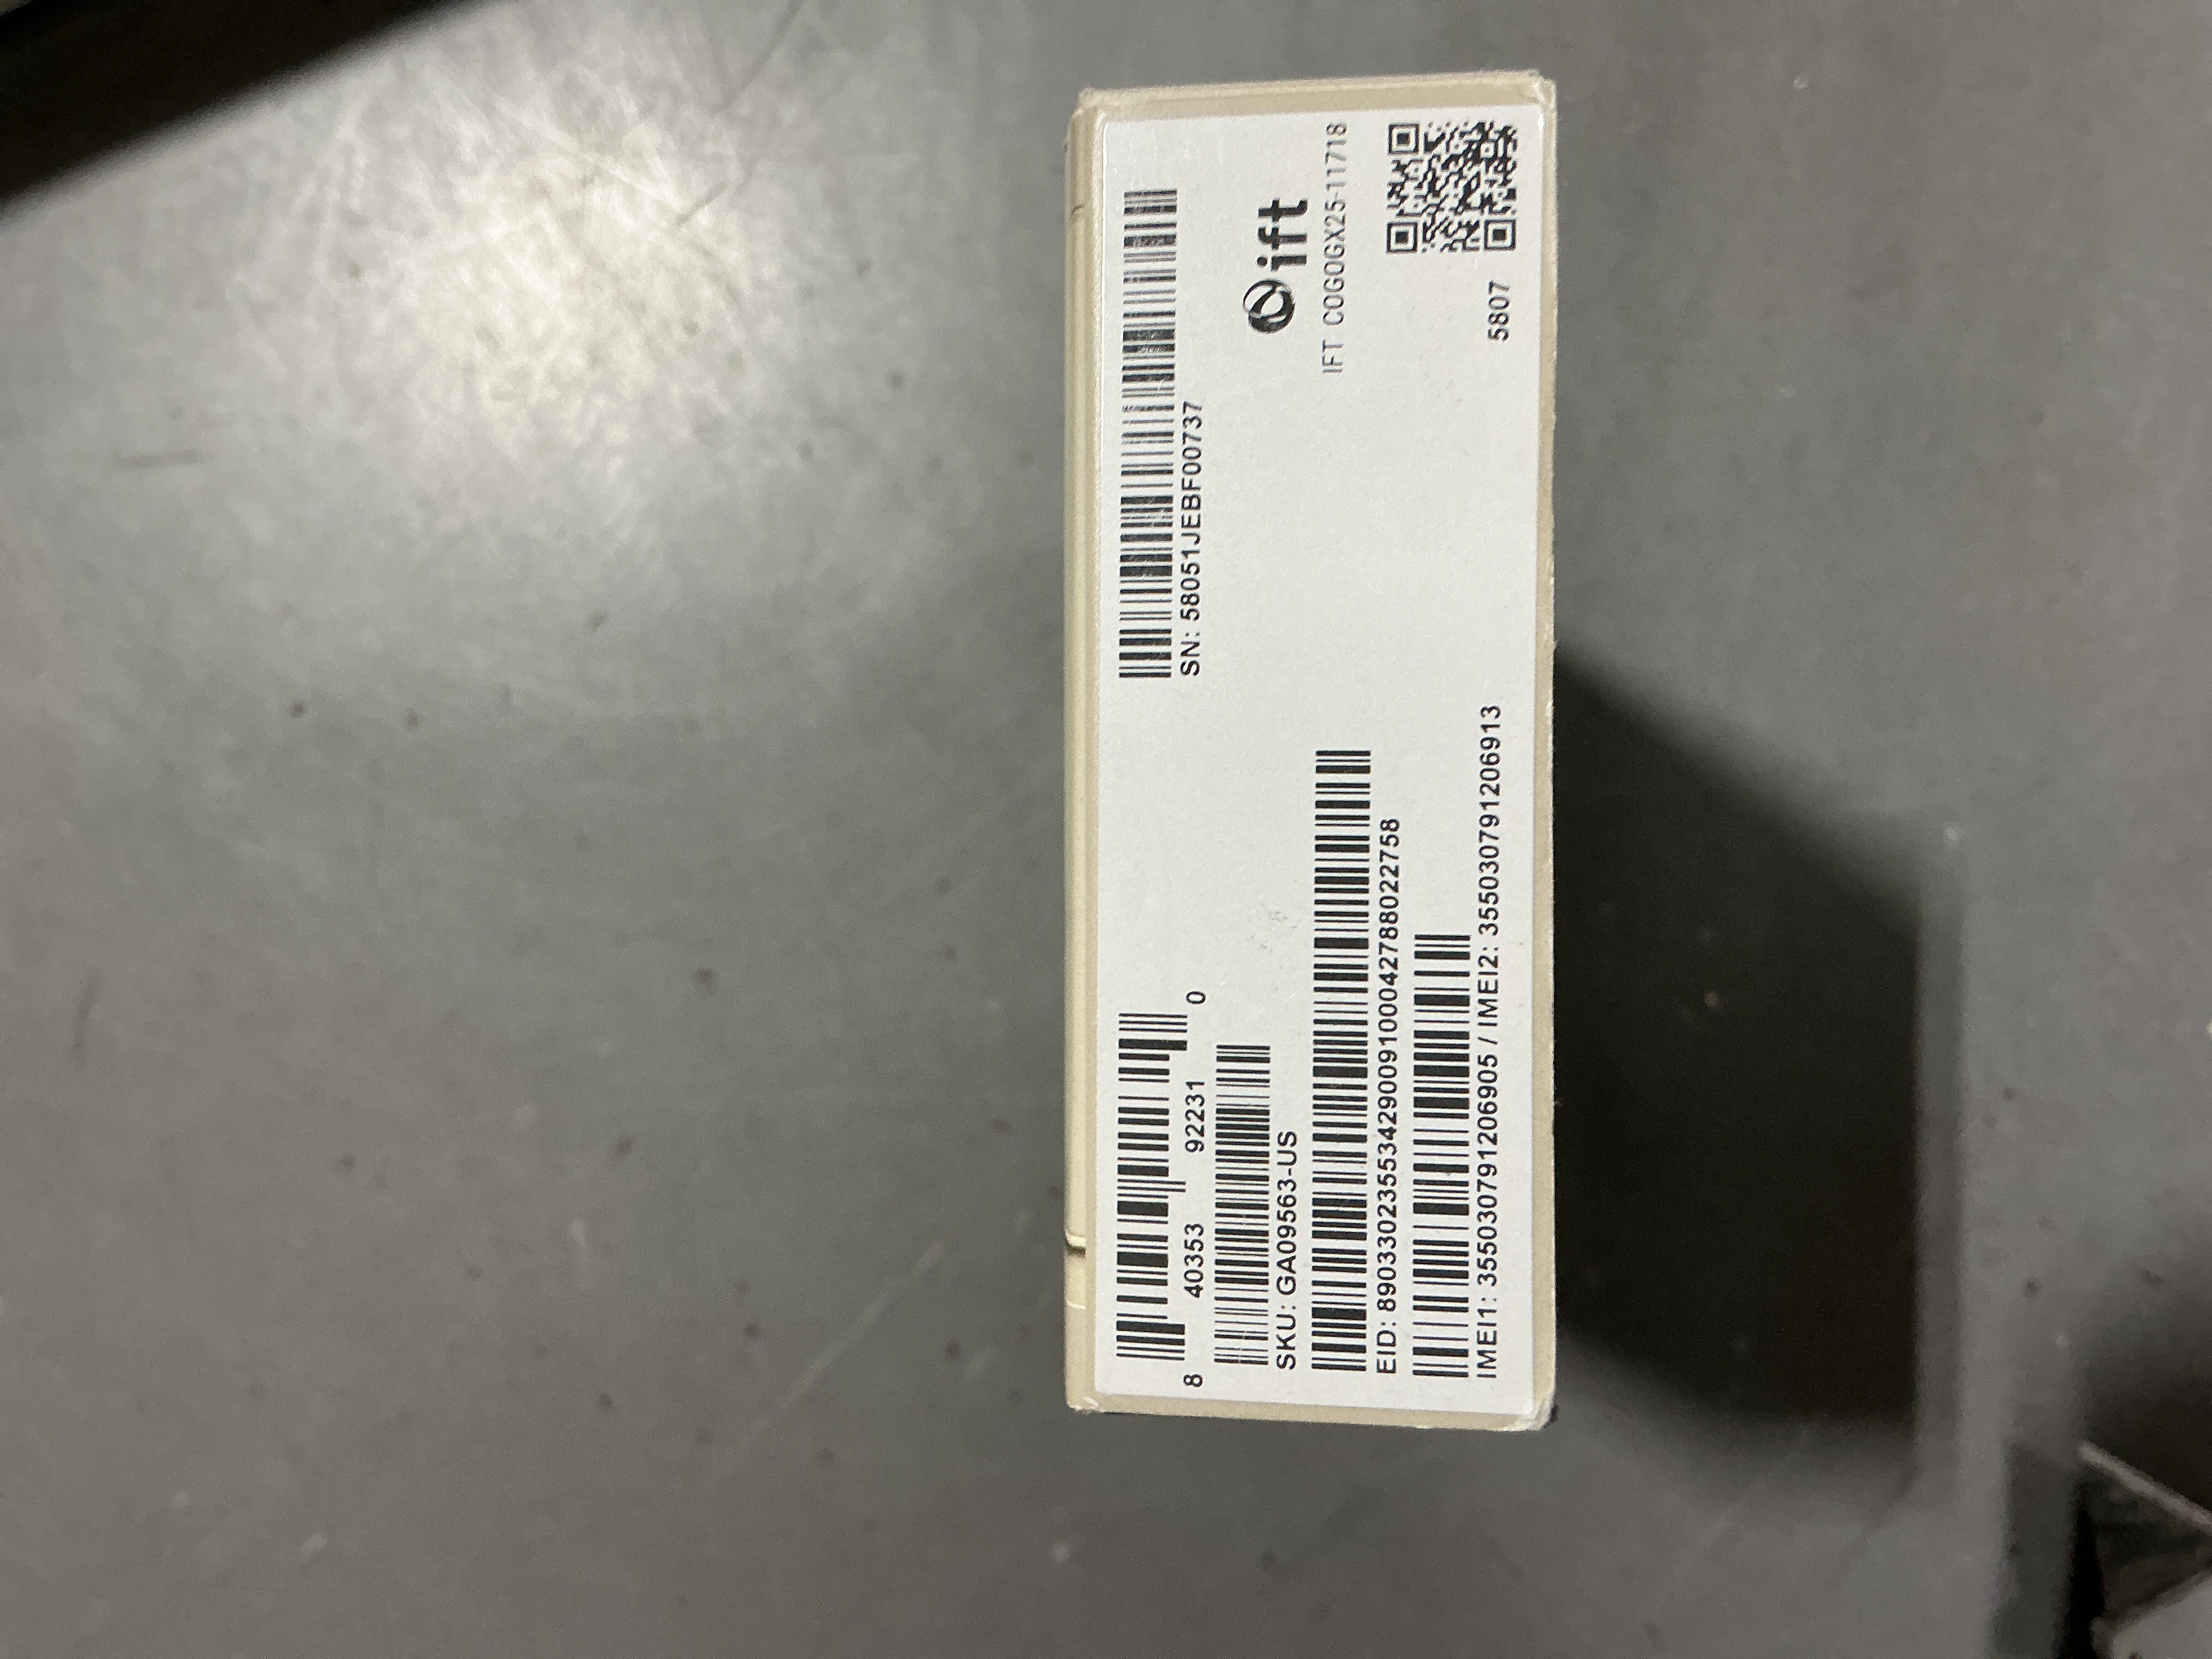 8 40353 92231 0
SKU: GA09563-US
EID: 89033023553429009100042788022758
IMEI1: 355030791206905 / IMEI2: 355030791206913
SN: 58051JEBF00737
ift
IFT COGOGX25-11718
5807